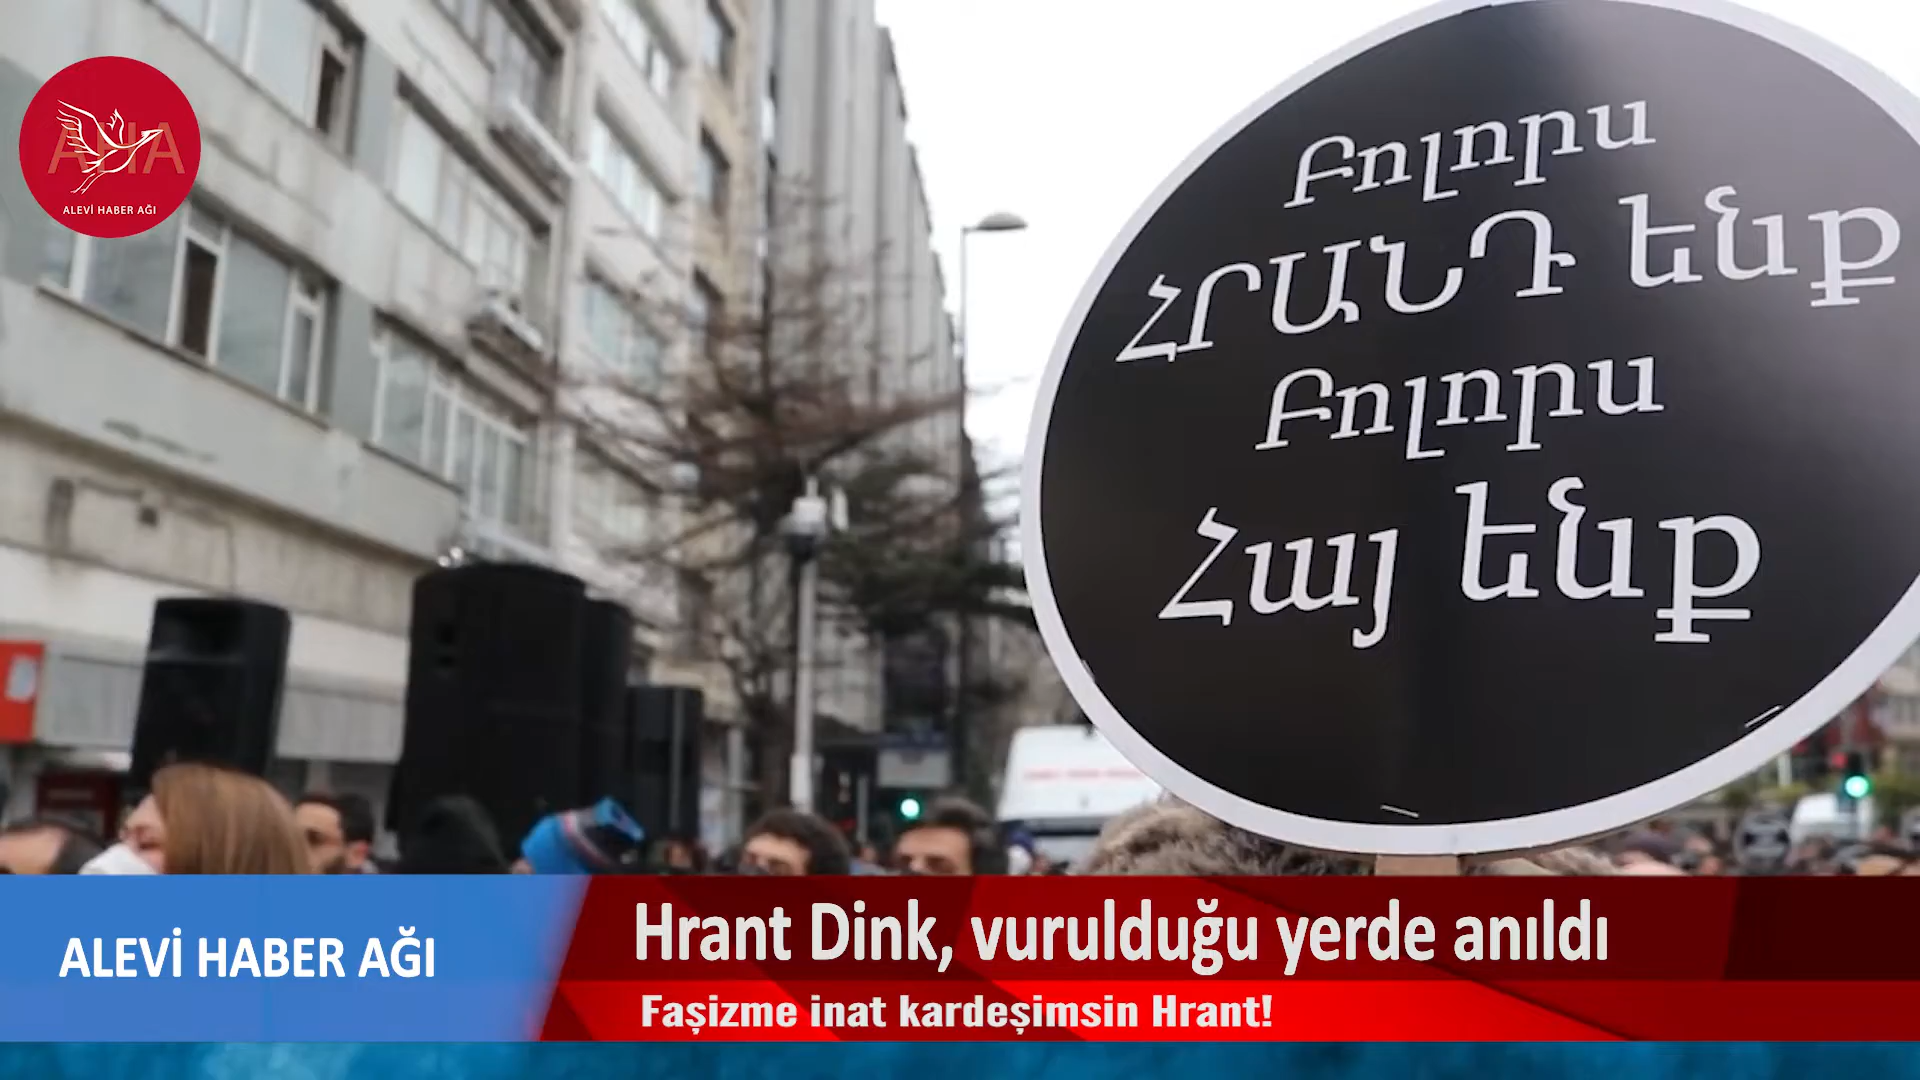 AHA
ALEVİ HABER AĞI
Բոլորս
ՀՐԱՆԴ ենք
Բոլորս
Հայ ենք
ALEVİ HABER AĞI
Hrant Dink, vurulduğu yerde anıldı
Faşizme inat kardeşimsin Hrant!